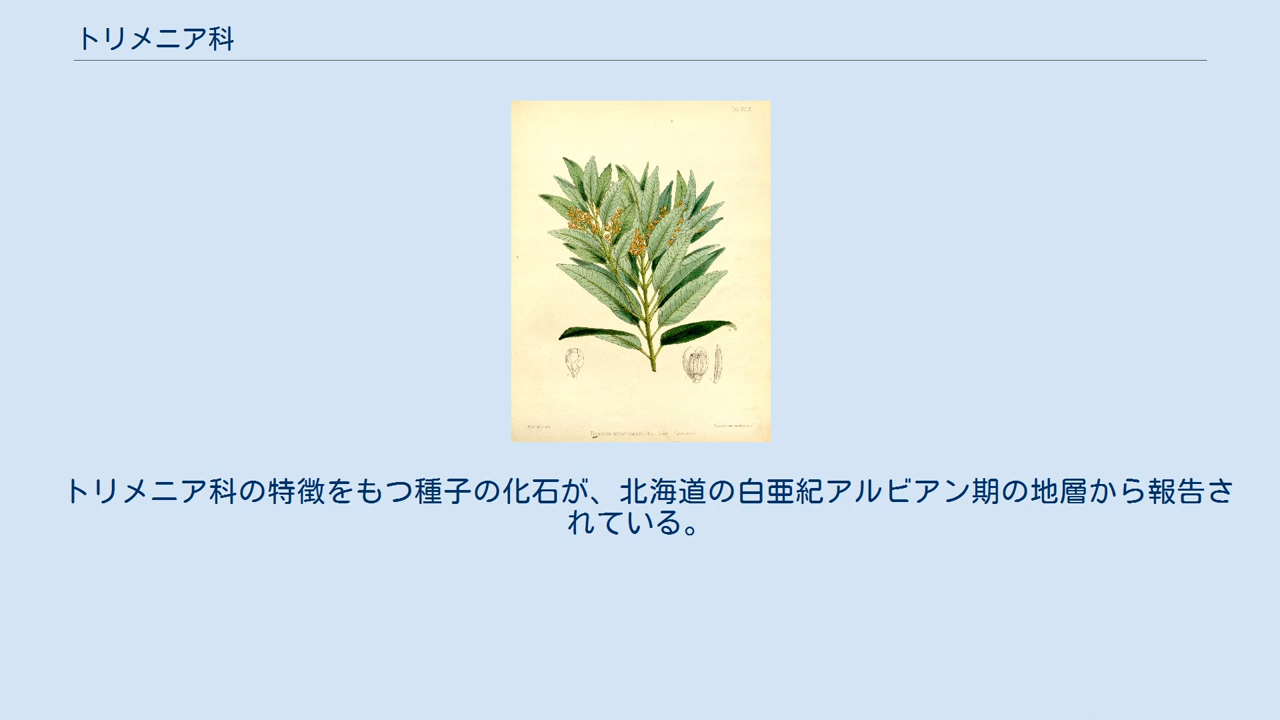 トリメニア科
トリメニア科の特徴をもつ種子の化石が、北海道の白亜紀アルビアン期の地層から報告さ
れている。